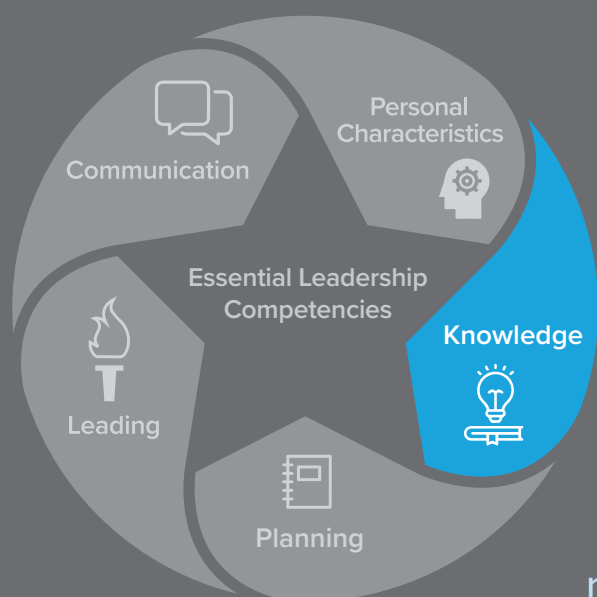 Personal
Characteristics
Communication
Essential Leadership
Competencies
Knowledge
Leading
Planning